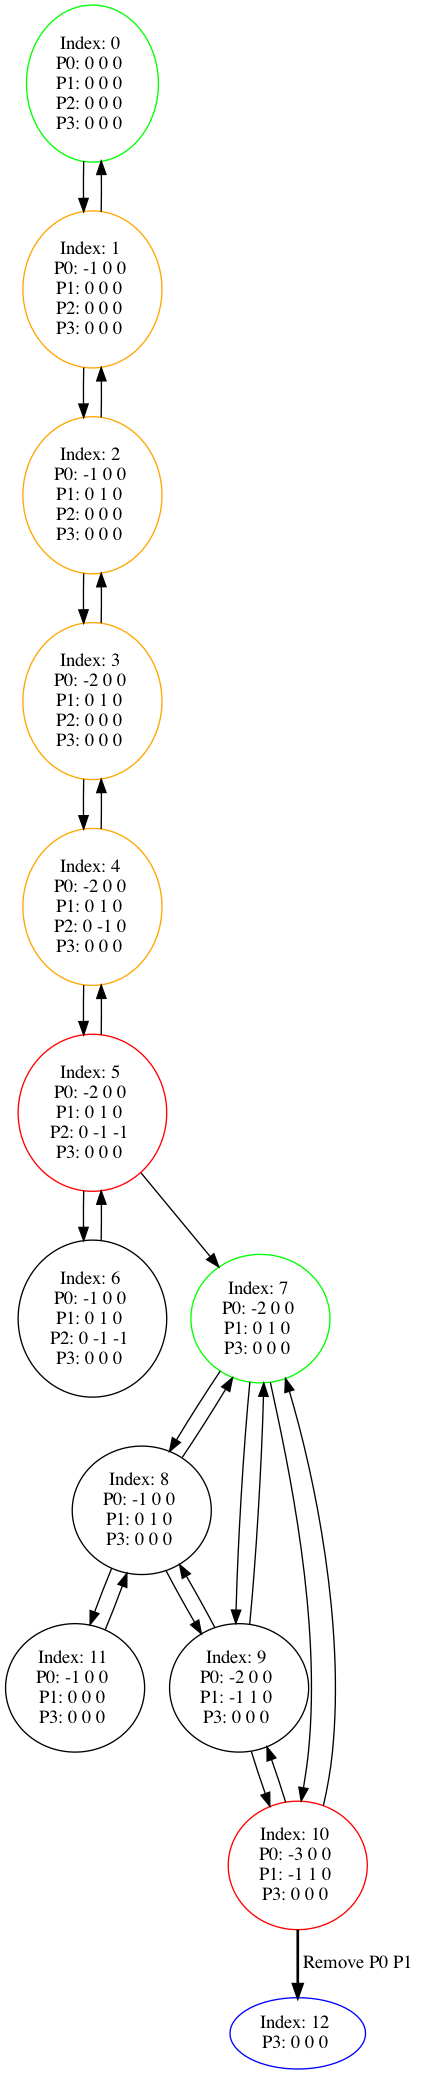 Index: 0
P0: 0 0 0
P1: 0 0 0
P2: 0 0 0
P3: 0 0 0
Index: 1
P0: -1 0 0
P1: 0 0 0
P2: 0 0 0
P3: 0 0 0
Index: 2
P0: -1 0 0
P1: 0 1 0
P2: 0 0 0
P3: 0 0 0
Index: 3
P0: -2 0 0
P1: 0 1 0
P2: 0 0 0
P3: 0 0 0
Index: 4
P0: -2 0 0
P1: 0 1 0
P2: 0 -1 0
P3: 0 0 0
Index: 5
P0: -2 0 0
P1: 0 1 0
P2: 0 -1 -1
P3: 0 0 0
Index: 6
P0: -1 0 0
P1: 0 1 0
P2: 0 -1 -1
P3: 0 0 0
Index: 7
P0: -2 0 0
P1: 0 1 0
P3: 0 0 0
Index: 8
P0: -1 0 0
P1: 0 1 0
P3: 0 0 0
Index: 11
P0: -1 0 0
P1: 0 0 0
P3: 0 0 0
Index: 9
P0: -2 0 0
P1: -1 1 0
P3: 0 0 0
Index: 10
P0: -3 0 0
P1: -1 1 0
P3: 0 0 0
Remove P0 P1
Index: 12
P3: 0 0 0